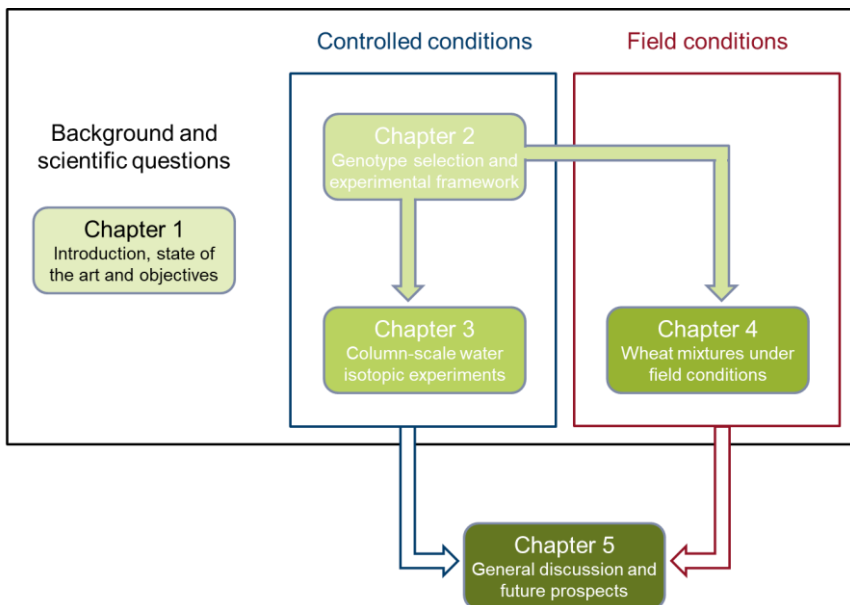 Controlled conditions
Field conditions
Background and
scientific questions
Chapter 1
Introduction, state of
the art and objectives
Chapter 2
Genotype selection and
experimental framework
Chapter 3
Column-scale water
isotopic experiments
Chapter 4
Wheat mixtures under
field conditions
Chapter 5
General discussion and
future prospects